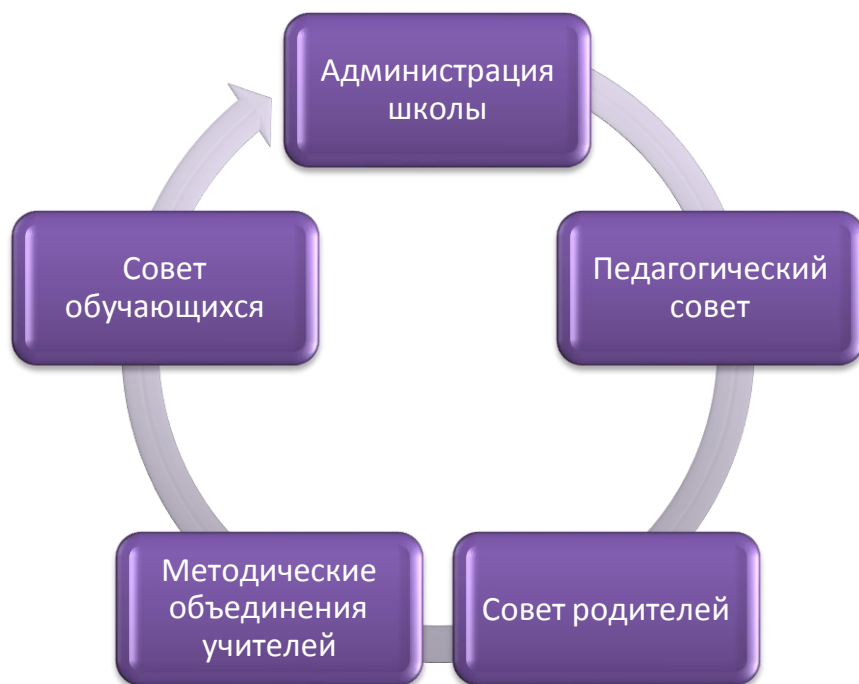 Администрация
школы
Педагогический
совет
Совет родителей
Методические
объединения
учителей
Совет
обучающихся